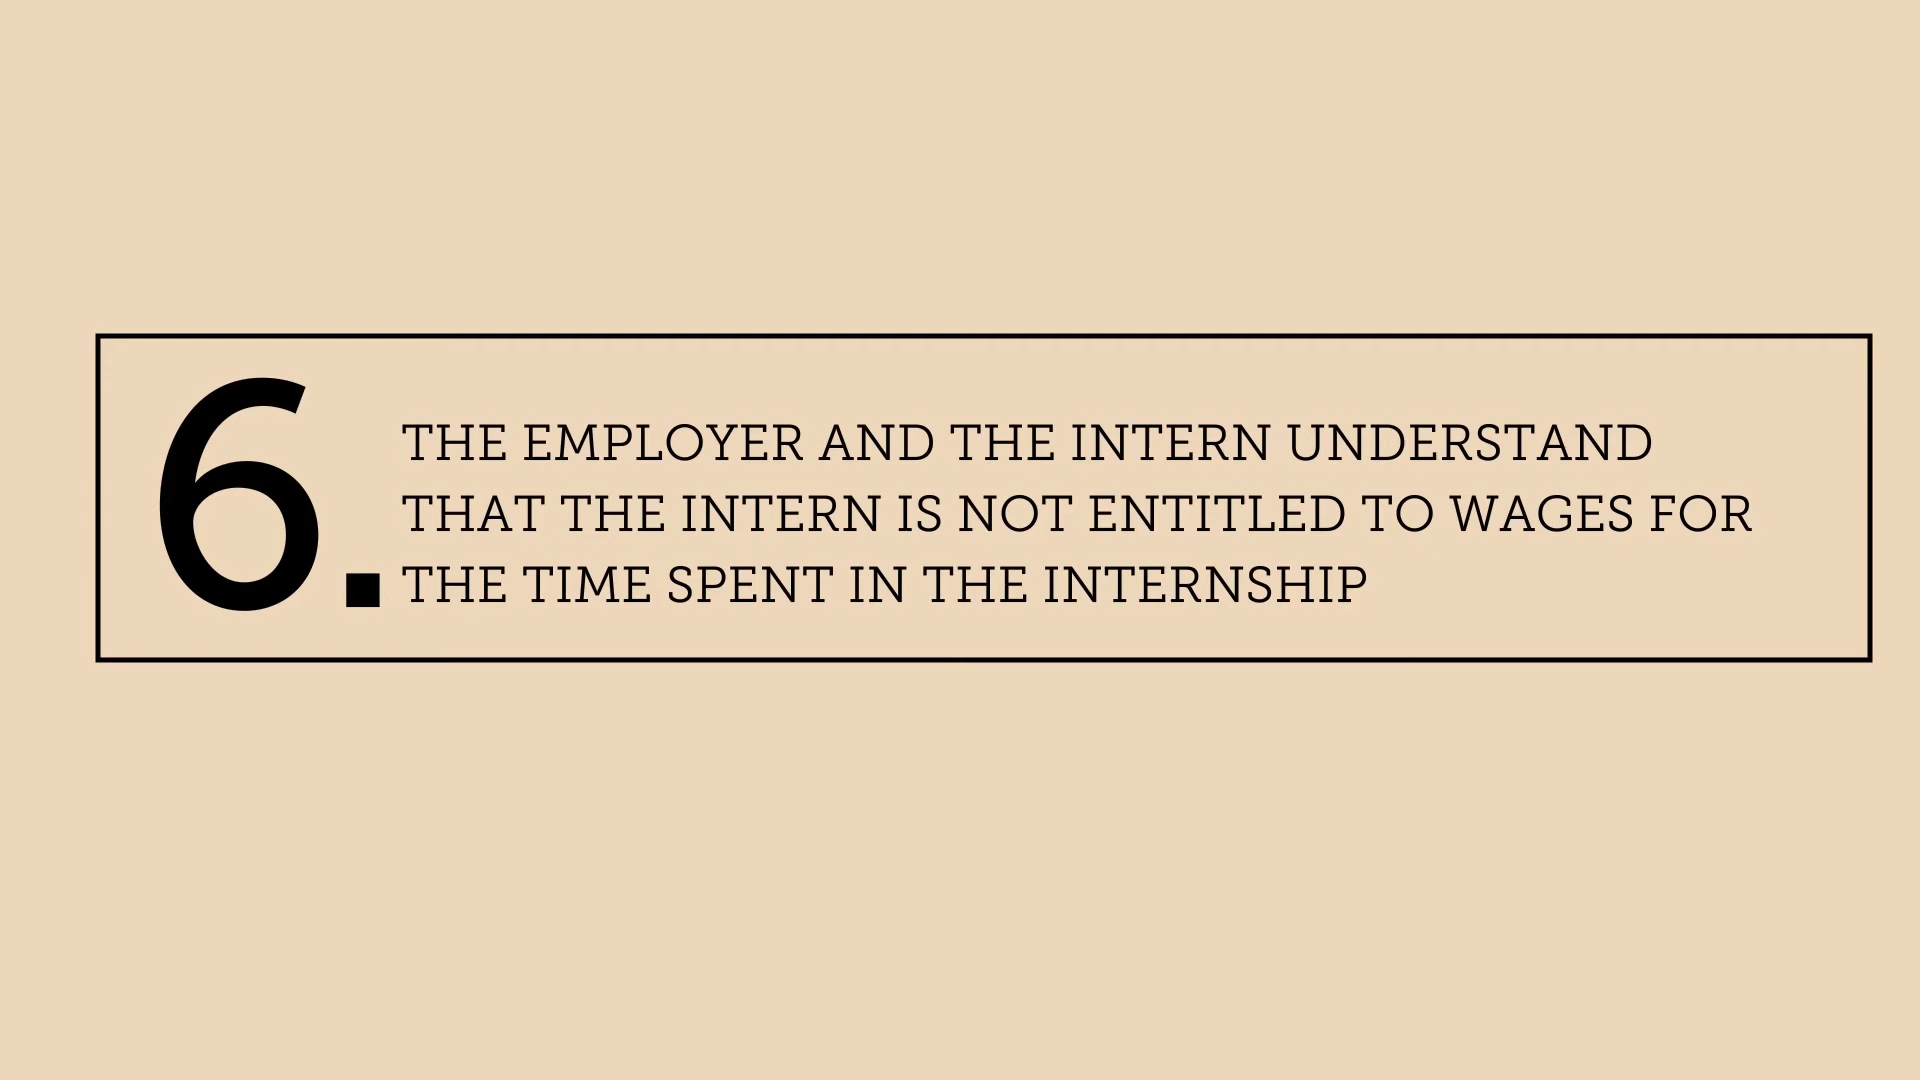 6. THE EMPLOYER AND THE INTERN UNDERSTAND
THAT THE INTERN IS NOT ENTITLED TO WAGES FOR
THE TIME SPENT IN THE INTERNSHIP